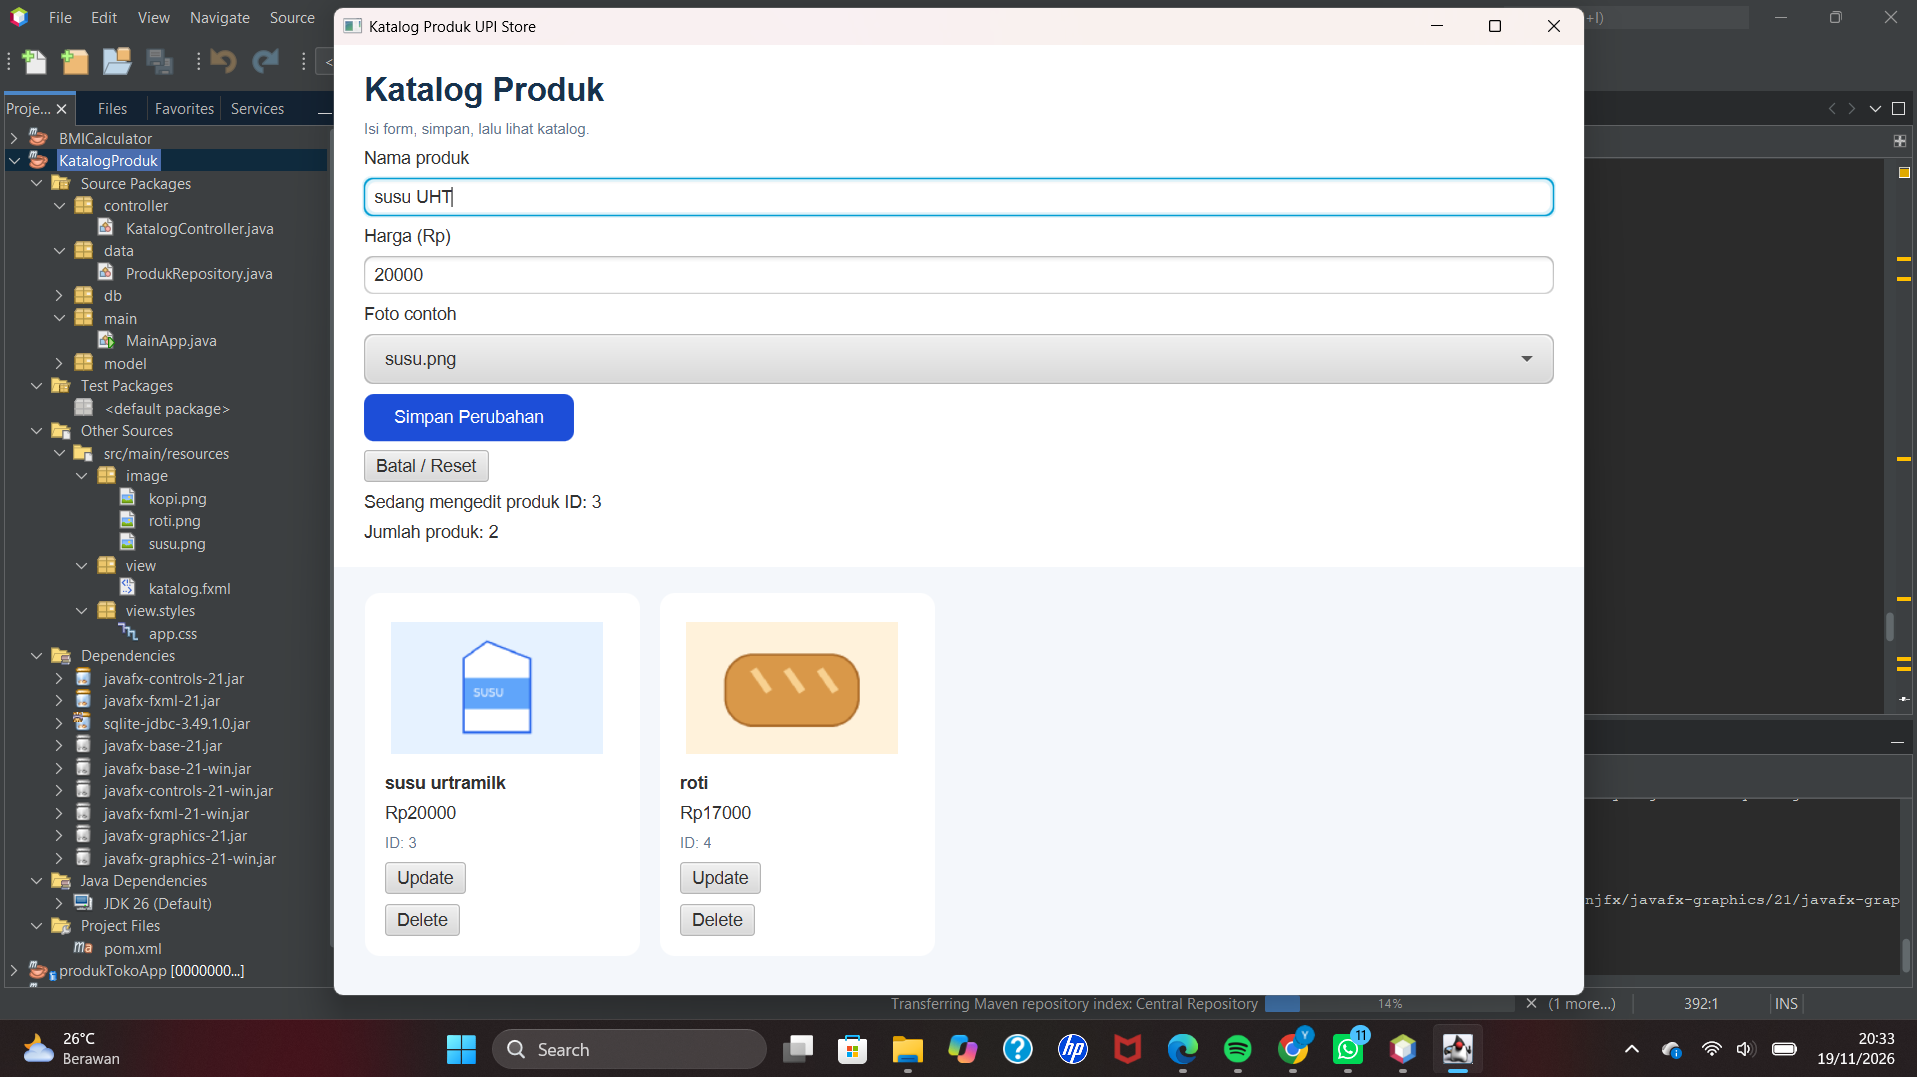 File Edit View Navigate Source
Katalog Produk UPI Store
+I)
<
Proje... Files Favorites Services
BMICalculator
KatalogProduk
Source Packages
controller
KatalogController.java
data
ProdukRepository.java
db
main
MainApp.java
model
Test Packages
<default package>
Other Sources
src/main/resources
image
kopi.png
roti.png
susu.png
view
katalog.fxml
view.styles
app.css
Dependencies
javafx-controls-21.jar
javafx-fxml-21.jar
sqlite-jdbc-3.49.1.0.jar
javafx-base-21.jar
javafx-base-21-win.jar
javafx-controls-21-win.jar
javafx-fxml-21-win.jar
javafx-graphics-21.jar
javafx-graphics-21-win.jar
Java Dependencies
JDK 26 (Default)
Project Files
pom.xml
produkTokoApp [0000000...]
Katalog Produk
Isi form, simpan, lalu lihat katalog.
Nama produk
susu UHT
Harga (Rp)
20000
Foto contoh
susu.png
Simpan Perubahan
Batal / Reset
Sedang mengedit produk ID: 3
Jumlah produk: 2
SUSU
susu urtramilk
Rp20000
ID: 3
Update
Delete
roti
Rp17000
ID: 4
Update
Delete
njfx/javafx-graphics/21/javafx-grap
Transferring Maven repository index: Central Repository 14% (1 more...) 392:1 INS
26°C
Berawan
Search
Y
11
20:33
19/11/2026